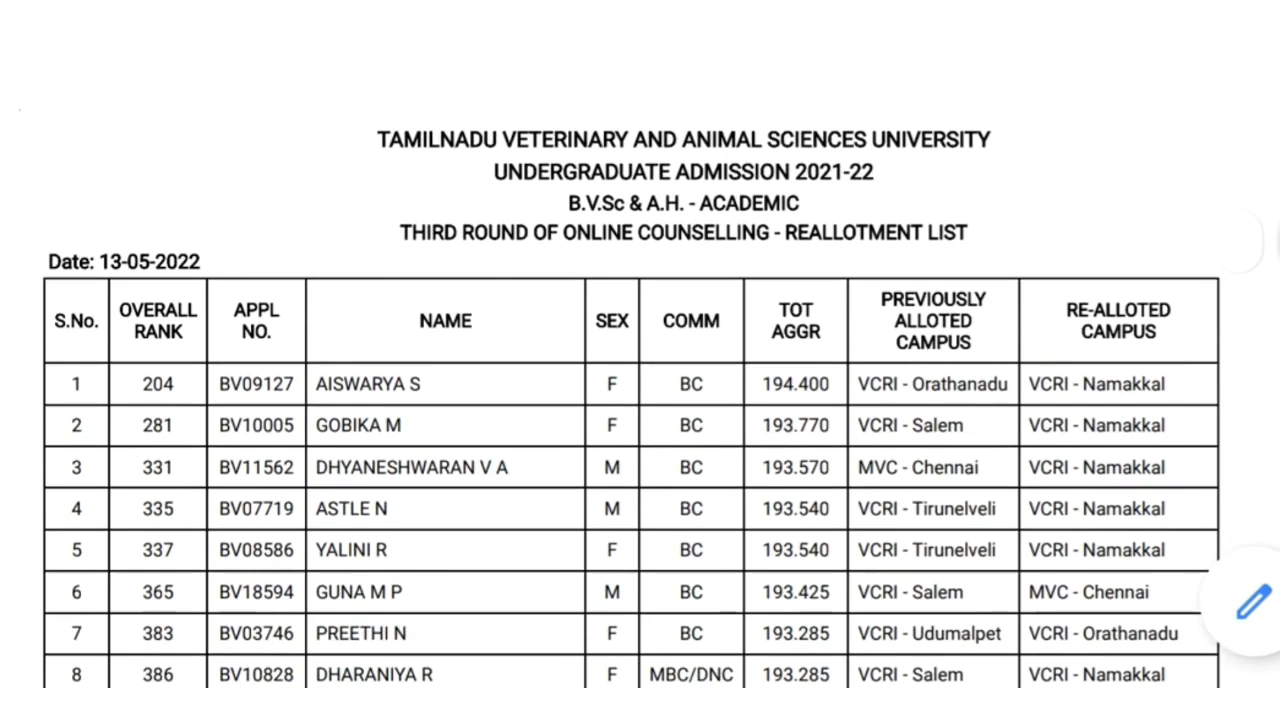 TAMILNADU VETERINARY AND ANIMAL SCIENCES UNIVERSITY
UNDERGRADUATE ADMISSION 2021-22
B.V.Sc & A.H. - ACADEMIC
THIRD ROUND OF ONLINE COUNSELLING - REALLOTMENT LIST
Date: 13-05-2022
S.No. OVERALL RANK APPL NO. NAME SEX COMM TOT AGGR PREVIOUSLY ALLOTED CAMPUS RE-ALLOTED CAMPUS
1 204 BV09127 AISWARYA S F BC 194.400 VCRI - Orathanadu VCRI - Namakkal
2 281 BV10005 GOBIKA M F BC 193.770 VCRI - Salem VCRI - Namakkal
3 331 BV11562 DHYANESHWARAN V A M BC 193.570 MVC - Chennai VCRI - Namakkal
4 335 BV07719 ASTLE N M BC 193.540 VCRI - Tirunelveli VCRI - Namakkal
5 337 BV08586 YALINI R F BC 193.540 VCRI - Tirunelveli VCRI - Namakkal
6 365 BV18594 GUNA M P M BC 193.425 VCRI - Salem MVC - Chennai
7 383 BV03746 PREETHI N F BC 193.285 VCRI - Udumalpet VCRI - Orathanadu
8 386 BV10828 DHARANIYA R F MBC/DNC 193.285 VCRI - Salem VCRI - Namakkal